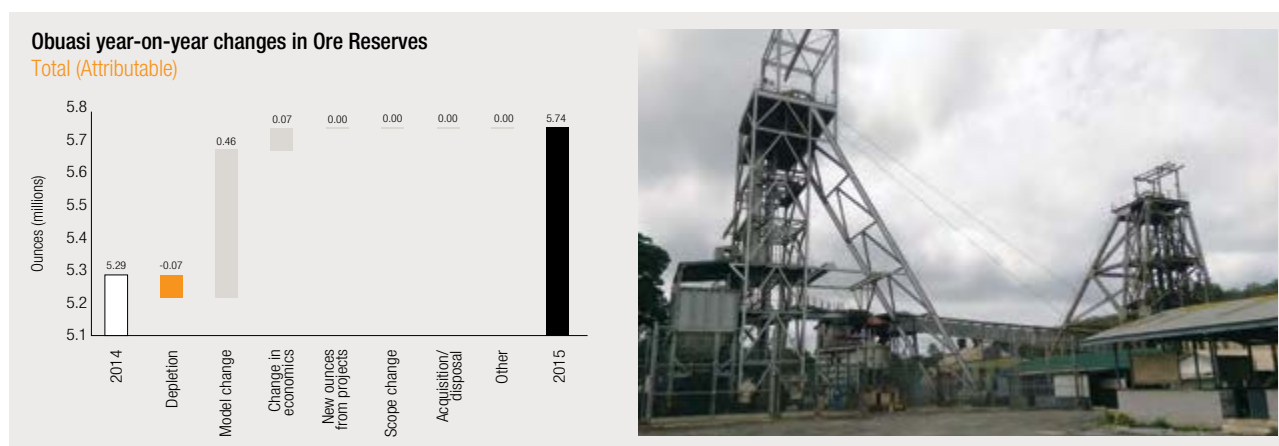 Obuasi year-on-year changes in Ore Reserves
Total (Attributable)
Ounces (millions)
5.8
5.7
5.6
5.5
5.4
5.3
5.2
5.1
5.29
-0.07
0.46
0.07
0.00
0.00
0.00
0.00
5.74
2014
Depletion
Model change
Change in
economics
New ounces
from projects
Scope change
Acquisition/
disposal
Other
2015